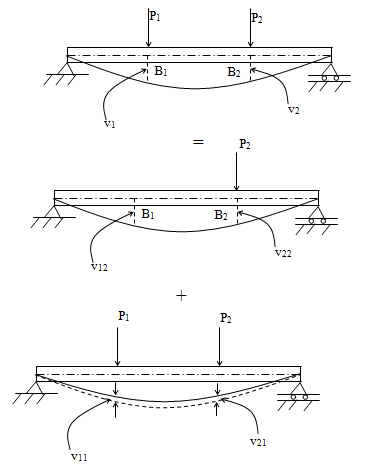 P₁ P₂
B₁ B₂
v₁ v₂
=
P₂
B₁ B₂
v₁₂ v₂₂
+
P₁ P₂
v₁₁ v₂₁